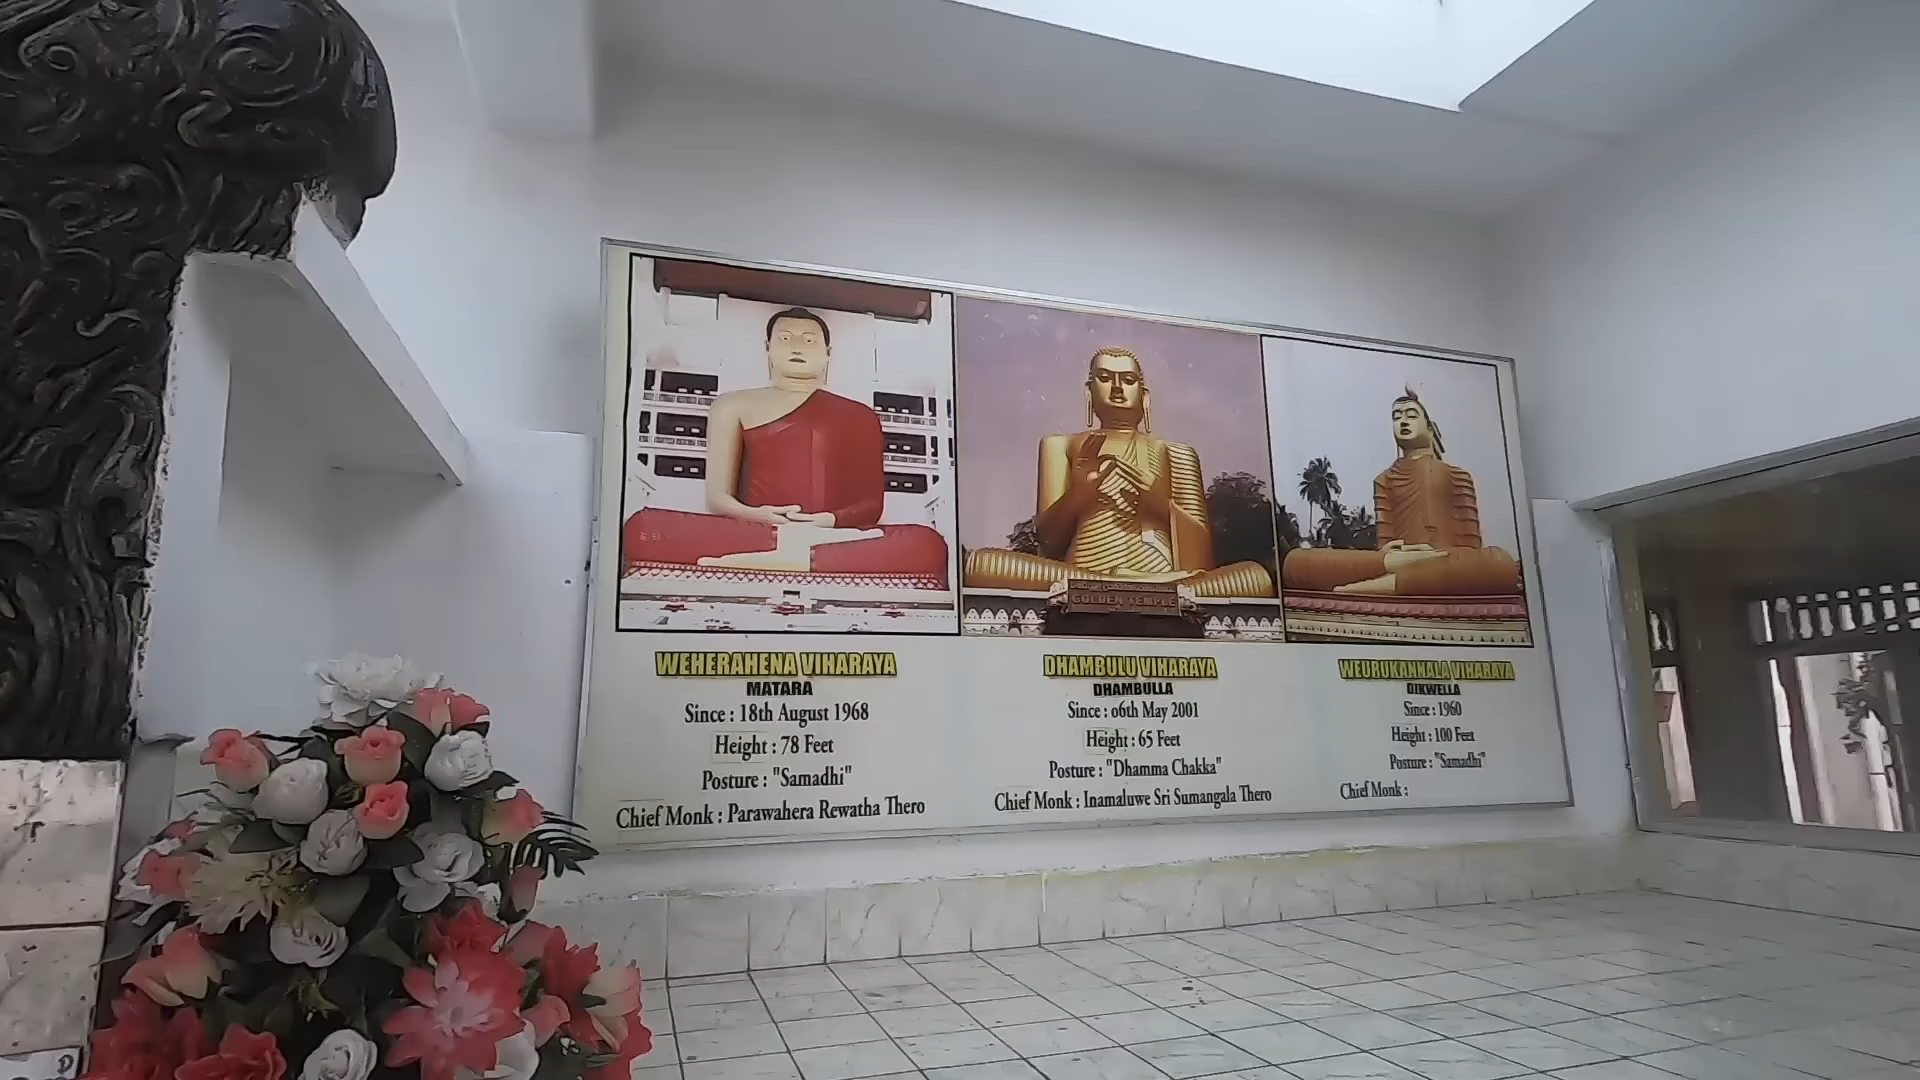 GOLDEN TEMPLE
WEHERAHENA VIHARAYA
MATARA
Since : 18th August 1968
Height : 78 Feet
Posture : "Samadhi"
Chief Monk : Parawahera Rewatha Thero
DHAMBULU VIHARAYA
DHAMBULLA
Since : 06th May 2001
Height : 65 Feet
Posture : "Dhamma Chakka"
Chief Monk : Inamaluwe Sri Sumangala Thero
WEURUKANNALA VIHARAYA
DIKWELLA
Since : 1960
Height : 100 Feet
Posture : "Samadhi"
Chief Monk :